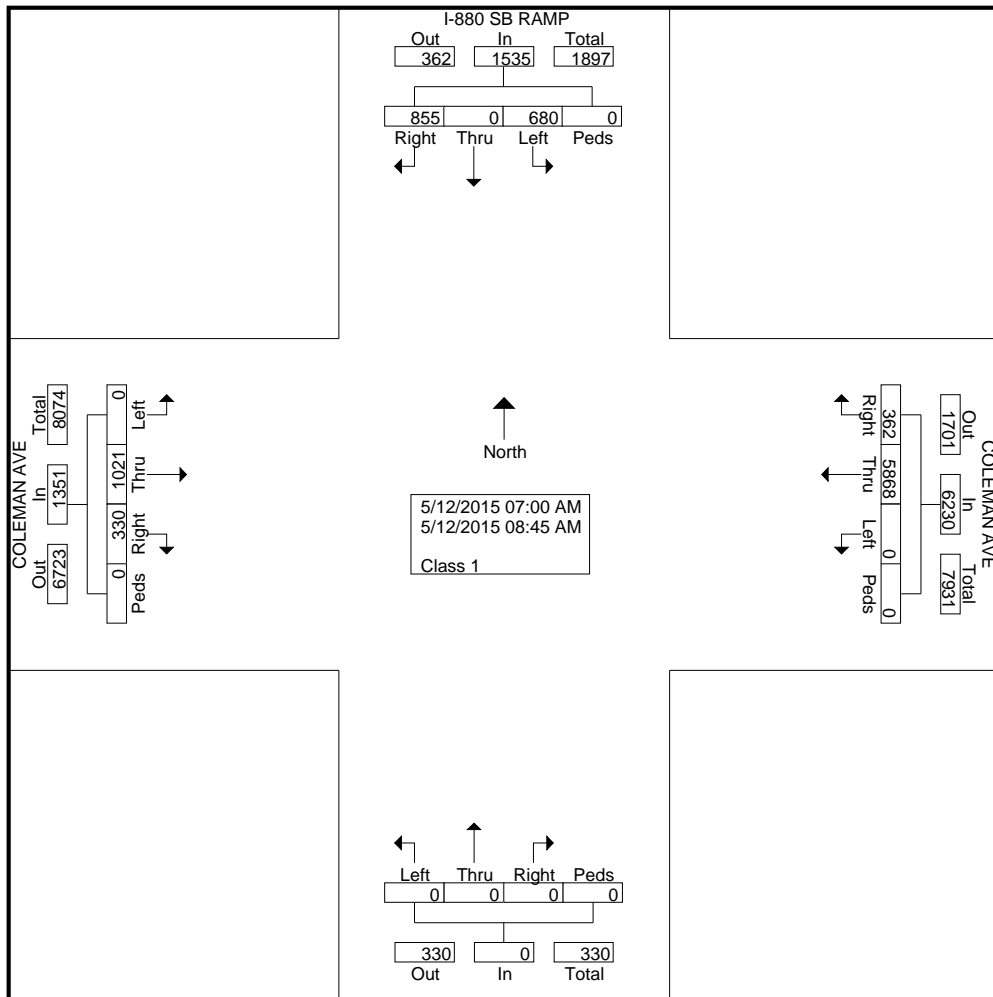 I-880 SB RAMP
Out In Total
362 1535 1897
855 0 680 0
Right Thru Left Peds
COLEMAN AVE
Total In Out
8074 1351 6723
0 1021 330 0
Left Thru Right Peds
North
5/12/2015 07:00 AM
5/12/2015 08:45 AM
Class 1
Right Thru Left Peds
362 5868 0 0
Out In Total
1701 6230 7931
COLEMAN AVE
Left Thru Right Peds
0 0 0 0
330 0 330
Out In Total